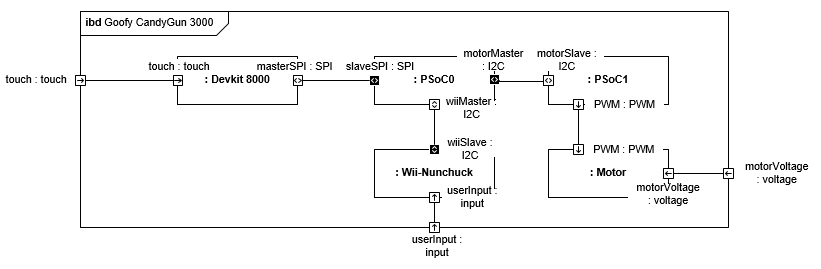 ibd Goofy CandyGun 3000
touch : touch
touch : touch
: Devkit 8000
masterSPI : SPI
slaveSPI : SPI
: PSoC0
motorMaster
: I2C
motorSlave :
I2C
: PSoC1
wiiMaster :
I2C
PWM : PWM
wiiSlave :
I2C
PWM : PWM
: Wii-Nunchuck
: Motor
motorVoltage
: voltage
motorVoltage
: voltage
userInput :
input
userInput :
input